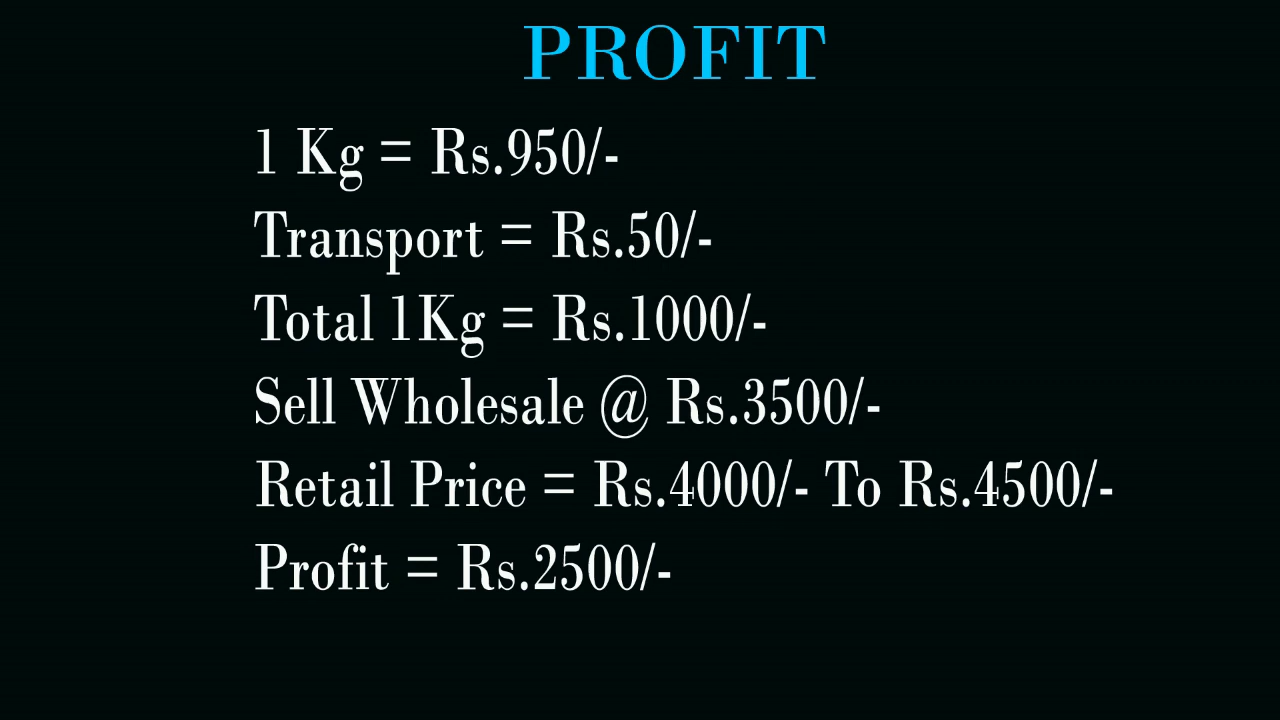 PROFIT
1 Kg = Rs.950/-
Transport = Rs.50/-
Total 1Kg = Rs.1000/-
Sell Wholesale @ Rs.3500/-
Retail Price = Rs.4000/- To Rs.4500/-
Profit = Rs.2500/-